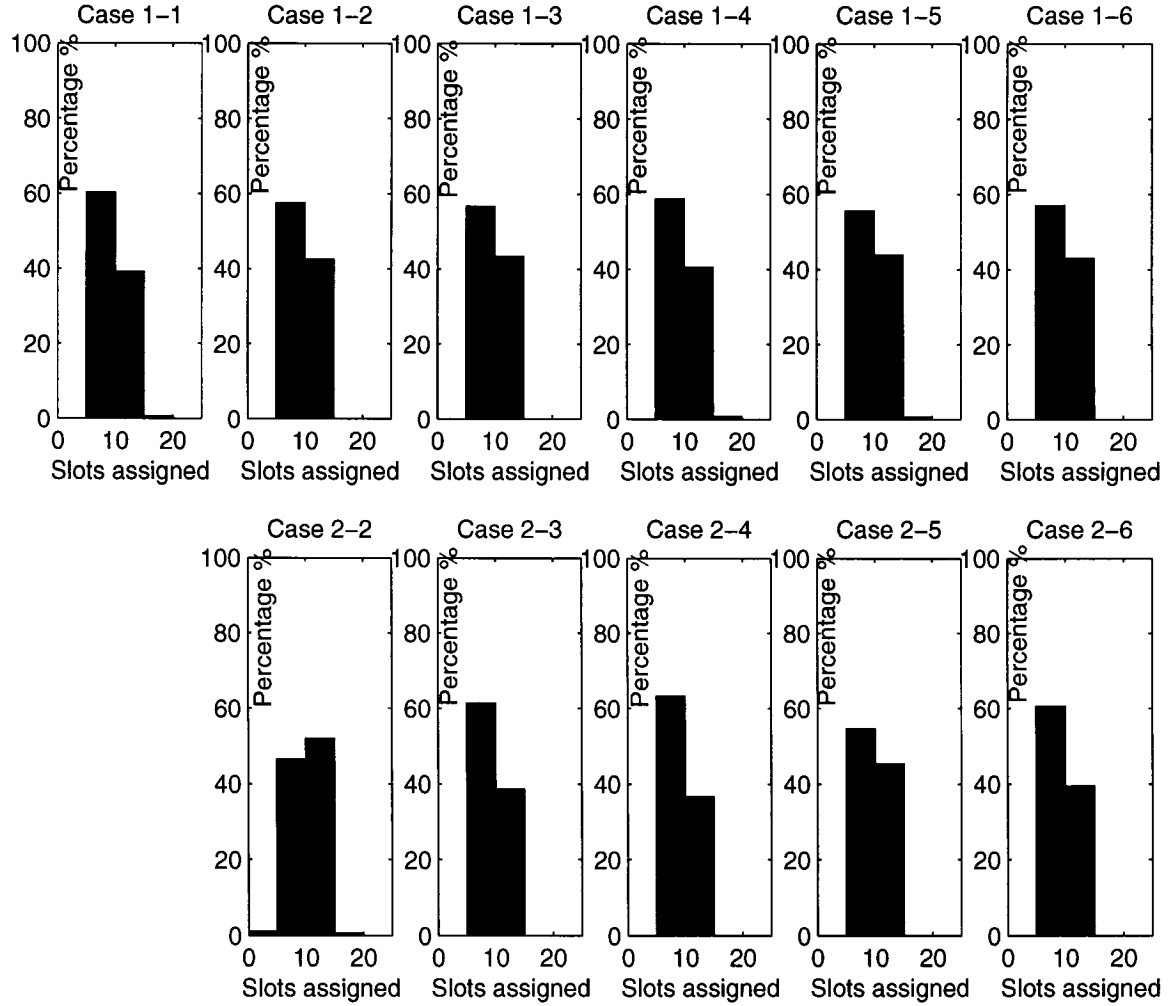 Case 1–1 Case 1–2 Case 1–3 Case 1–4 Case 1–5 Case 1–6
100 100 100 100 100 100
Percentage % Percentage % Percentage % Percentage % Percentage % Percentage %
80 80 80 80 80 80
60 60 60 60 60 60
40 40 40 40 40 40
20 20 20 20 20 20
0 0 0 0 0 0
0 10 20 0 10 20 0 10 20 0 10 20 0 10 20 0 10 20
Slots assigned Slots assigned Slots assigned Slots assigned Slots assigned Slots assigned
Case 2–2 Case 2–3 Case 2–4 Case 2–5 Case 2–6
100 100 100 100 100
Percentage % Percentage % Percentage % Percentage % Percentage %
80 80 80 80 80
60 60 60 60 60
40 40 40 40 40
20 20 20 20 20
0 0 0 0 0
0 10 20 0 10 20 0 10 20 0 10 20 0 10 20
Slots assigned Slots assigned Slots assigned Slots assigned Slots assigned